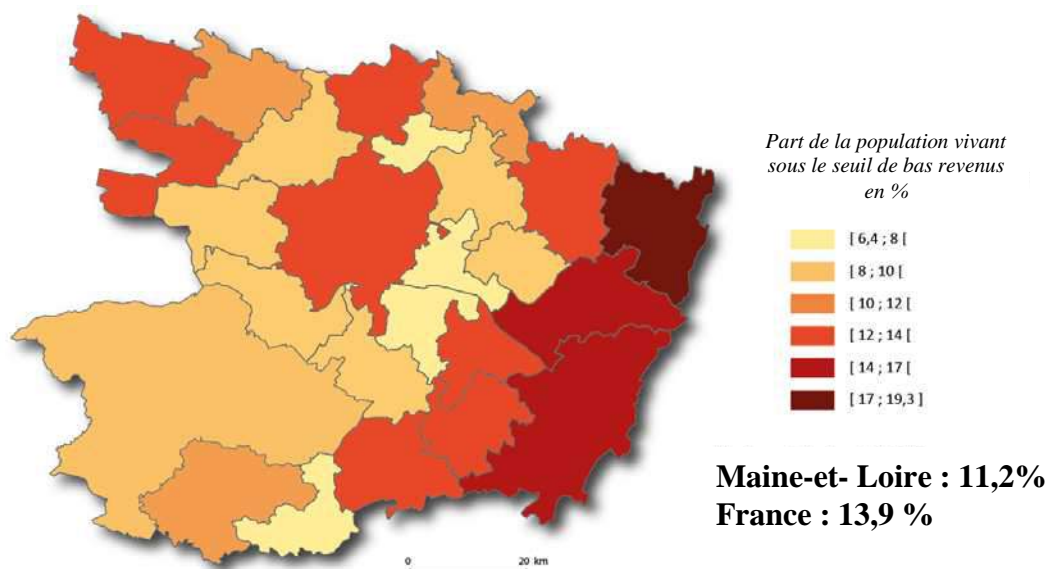 Part de la population vivant
sous le seuil de bas revenus
en %
[ 6,4 ; 8 [
[ 8 ; 10 [
[ 10 ; 12 [
[ 12 ; 14 [
[ 14 ; 17 [
[ 17 ; 19,3 ]
Maine-et- Loire : 11,2%
France : 13,9 %
0 20 km